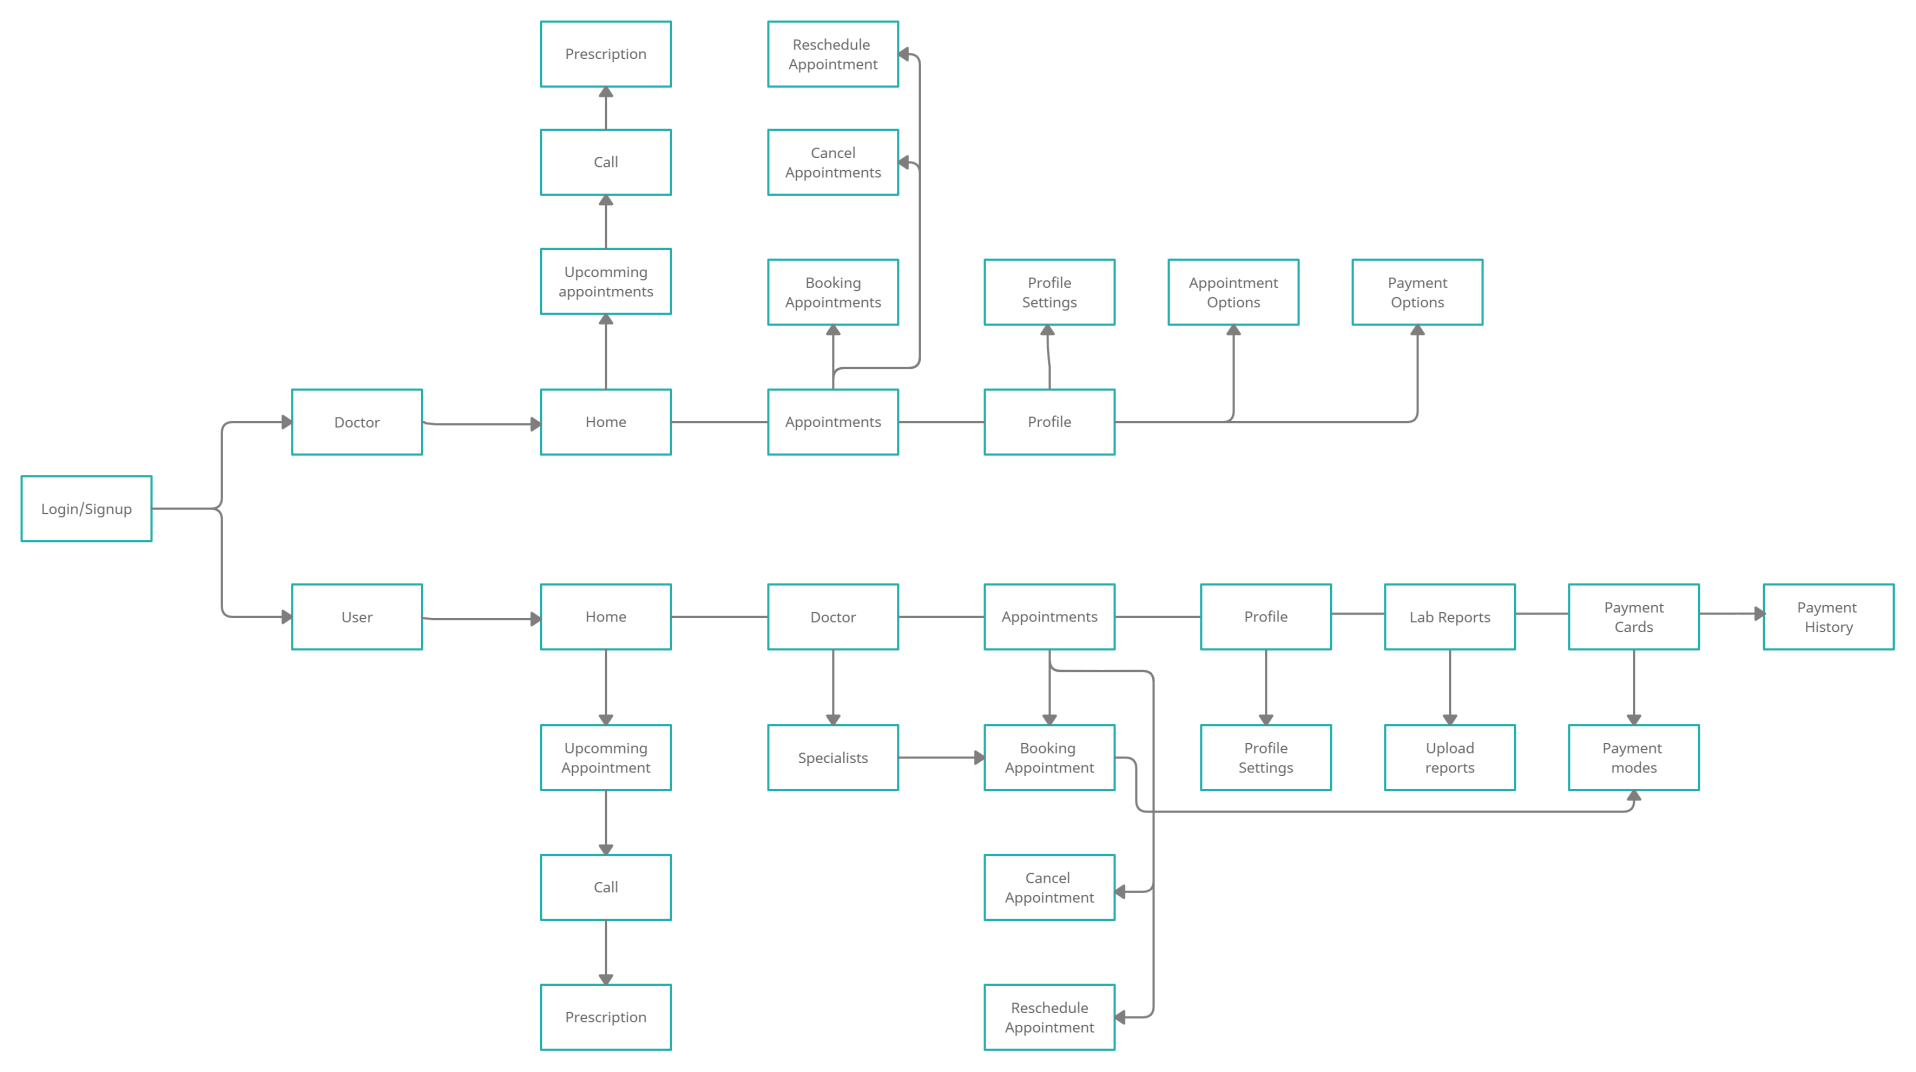 Prescription
Reschedule
Appointment
Call
Cancel
Appointments
Upcomming
appointments
Booking
Appointments
Profile
Settings
Appointment
Options
Payment
Options
Doctor
Home
Appointments
Profile
Login/Signup
User
Home
Doctor
Appointments
Profile
Lab Reports
Payment
Cards
Payment
History
Upcomming
Appointment
Specialists
Booking
Appointment
Profile
Settings
Upload
reports
Payment
modes
Call
Cancel
Appointment
Prescription
Reschedule
Appointment